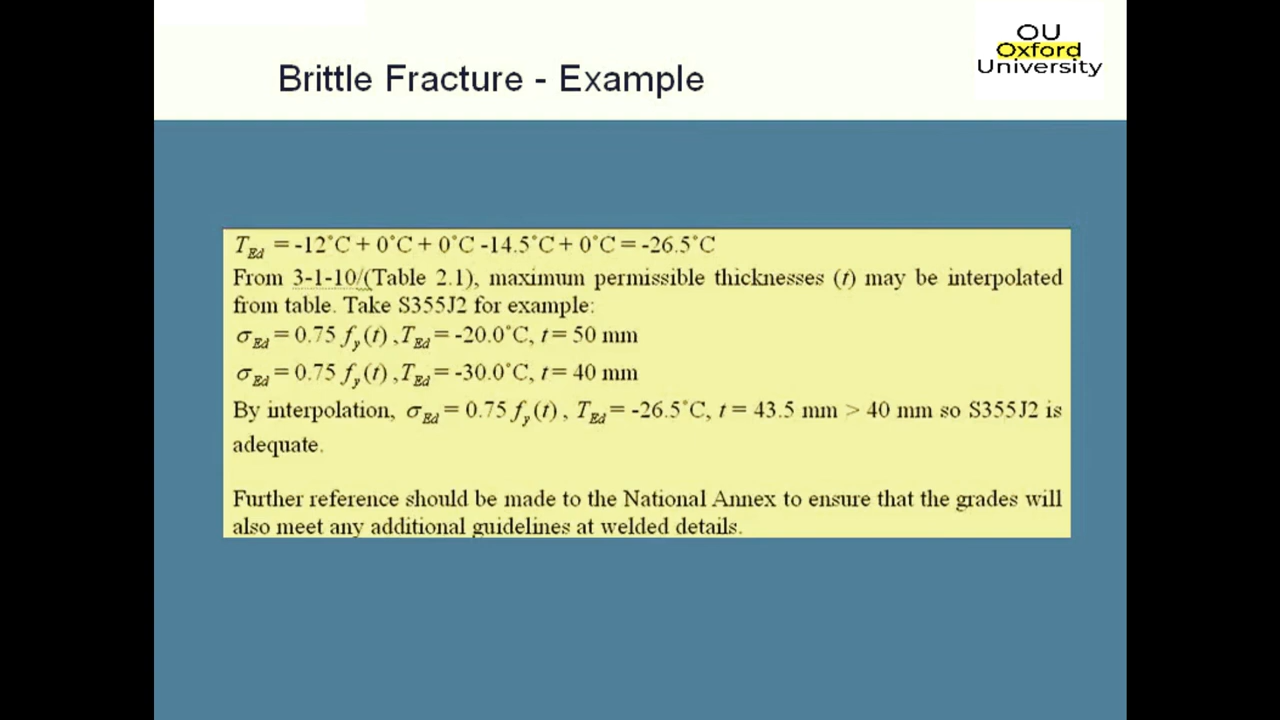 OU
Oxford
University
Brittle Fracture - Example
T_Ed = -12°C + 0°C + 0°C -14.5°C + 0°C = -26.5°C
From 3-1-10/(Table 2.1), maximum permissible thicknesses (t) may be interpolated
from table. Take S355J2 for example:
σ_Ed = 0.75 f_y(t) ,T_Ed = -20.0°C, t = 50 mm
σ_Ed = 0.75 f_y(t) ,T_Ed = -30.0°C, t = 40 mm
By interpolation, σ_Ed = 0.75 f_y(t) , T_Ed = -26.5°C, t = 43.5 mm > 40 mm so S355J2 is
adequate.
Further reference should be made to the National Annex to ensure that the grades will
also meet any additional guidelines at welded details.